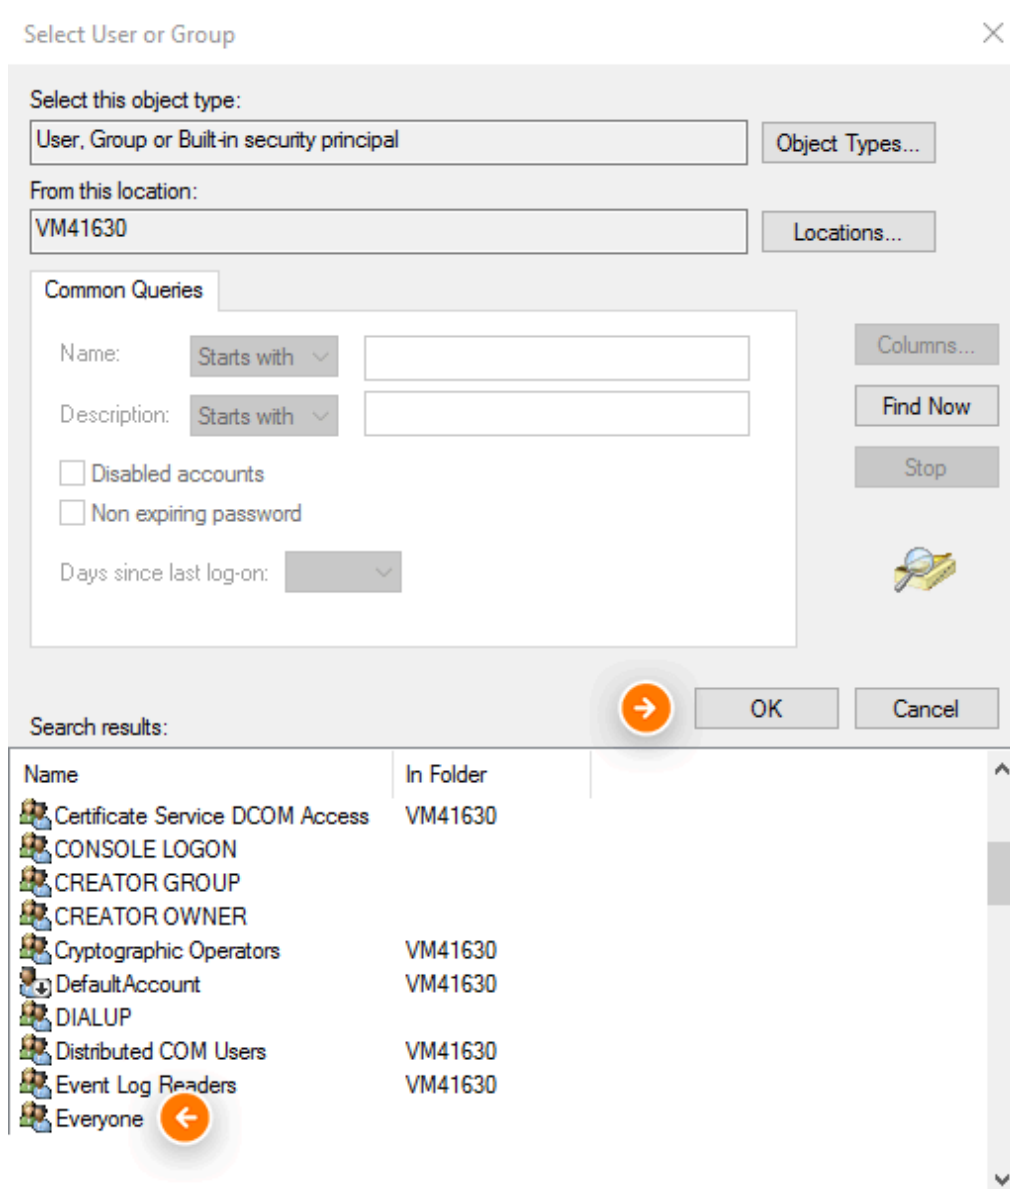 Select User or Group
Select this object type:
User, Group or Built-in security principal
Object Types...
From this location:
VM41630
Locations...
Common Queries
Name:
Starts with
Columns...
Description:
Starts with
Find Now
Disabled accounts
Stop
Non expiring password
Days since last log-on:
OK
Cancel
Search results:
Name In Folder
Certificate Service DCOM Access VM41630
CONSOLE LOGON
CREATOR GROUP
CREATOR OWNER
Cryptographic Operators VM41630
DefaultAccount VM41630
DIALUP
Distributed COM Users VM41630
Event Log Readers VM41630
Everyone